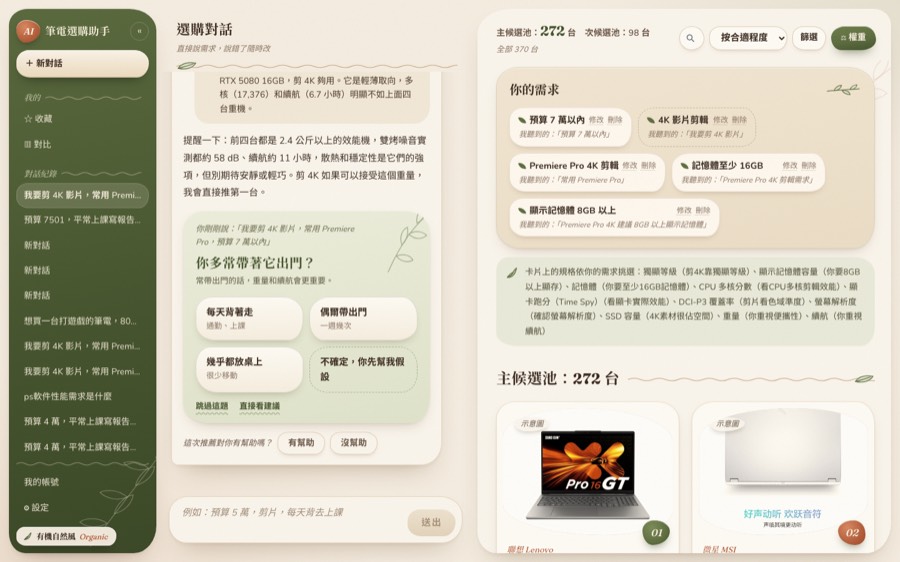 AI 筆電選購助手 «
+ 新對話
我的
☆ 收藏
對比
對話紀錄
我要剪 4K 影片，常用 Premi...
預算 7501，平常上課寫報告...
新對話
新對話
新對話
想買一台打遊戲的筆電，80...
我要剪 4K 影片，常用 Premi...
我要剪 4K 影片，常用 Premi...
ps軟件性能需求是什麼
預算 4 萬，平常上課寫報告...
預算 4 萬，平常上課寫報告...
我的帳號
設定
有機自然風 Organic
選購對話
直接說需求，說錯了隨時改
RTX 5080 16GB，剪 4K 夠用。它是輕薄取向，多
核（17,376）和續航（6.7 小時）明顯不如上面四
台重機。
提醒一下：前四台都是 2.4 公斤以上的效能機，雙烤噪音實
測都約 58 dB、續航約 11 小時，散熱和穩定性是它們的強
項，但別期待安靜或輕巧。剪 4K 如果可以接受這個重量，
我會直接推第一台。
你剛剛說：「我要剪 4K 影片，常用 Premiere
Pro，預算 7 萬以內」
你多常帶著它出門？
常帶出門的話，重量和續航會更重要。
每天背著走
通勤、上課
偶爾帶出門
一週幾次
幾乎都放桌上
很少移動
不確定，你先幫我假
設
跳過這題 直接看建議
這次推薦對你有幫助嗎？ 有幫助 沒幫助
例如：預算 5 萬，剪片，每天背去上課
送出
主候選池：272 台 次候選池：98 台
全部 370 台
按合適程度 篩選 權重
你的需求
預算 7 萬以內 修改 刪除
我聽到的：「預算 7 萬以內」
4K 影片剪輯 修改 刪除
我聽到的：「我要剪 4K 影片」
Premiere Pro 4K 剪輯 修改 刪除
我聽到的：「常用 Premiere Pro」
記憶體至少 16GB 修改 刪除
我聽到的：「Premiere Pro 4K 剪輯需求」
顯示記憶體 8GB 以上 修改 刪除
我聽到的：「Premiere Pro 4K 建議 8GB 以上顯示記憶體」
卡片上的規格依你的需求挑選：獨顯等級（剪4K靠獨顯等級）、顯示記憶體容量（你要8GB
以上顯存）、記憶體（你要至少16GB記憶體）、CPU 多核分數（看CPU多核剪輯效能）、顯
卡跑分（Time Spy）（看顯卡實際效能）、DCI-P3 覆蓋率（剪片看色域準度）、螢幕解析度
（確認螢幕解析度）、SSD 容量（4K素材很佔空間）、重量（你重視便攜性）、續航（你重視
續航）
主候選池：272 台
示意圖
Pro 16 GT
01
聯想 Lenovo
示意圖
好声动听 欢跃音符
声临其境更动听
02
微星 MSI